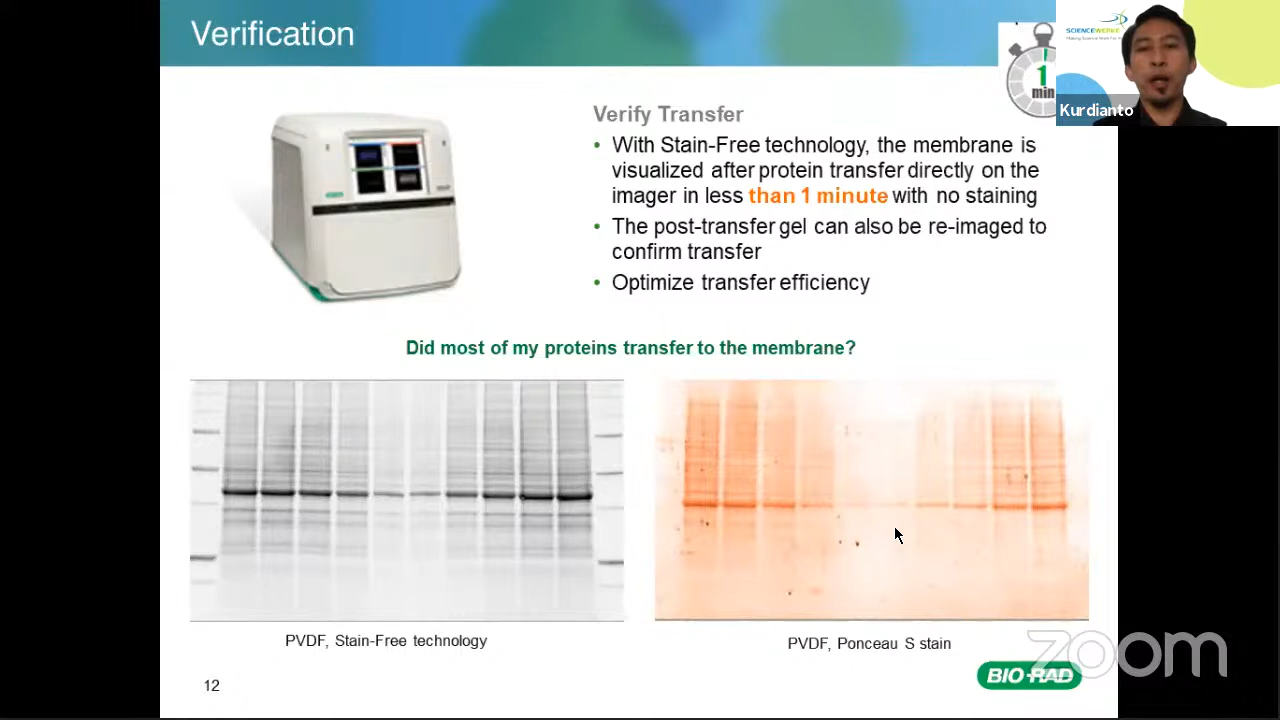 Verification
1
min
SCIENCEWERKE
Kurdianto
Verify Transfer
• With Stain-Free technology, the membrane is
visualized after protein transfer directly on the
imager in less than 1 minute with no staining
• The post-transfer gel can also be re-imaged to
confirm transfer
• Optimize transfer efficiency
Did most of my proteins transfer to the membrane?
PVDF, Stain-Free technology
PVDF, Ponceau S stain
zoom
BIO-RAD
12